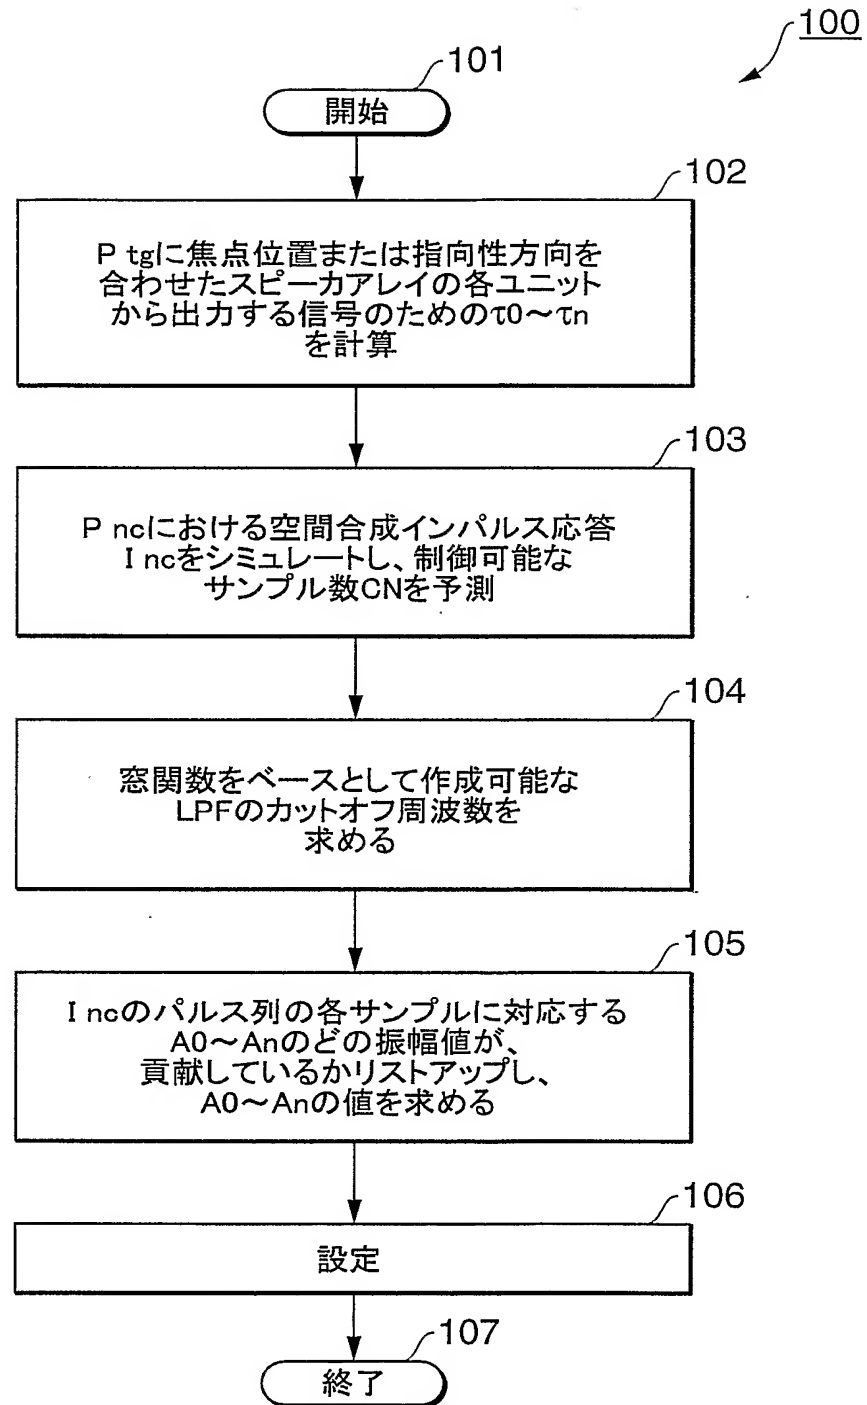 100
101
開始
102
P tgに焦点位置または指向性方向を
合わせたスピーカアレイの各ユニット
から出力する信号のためのτ0～τn
を計算
103
P ncにおける空間合成インパルス応答
I ncをシミュレートし、制御可能な
サンプル数CNを予測
104
窓関数をベースとして作成可能な
LPFのカットオフ周波数を
求める
105
I ncのパルス列の各サンプルに対応する
A0～Anのどの振幅値が、
貢献しているかリストアップし、
A0～Anの値を求める
106
設定
107
終了